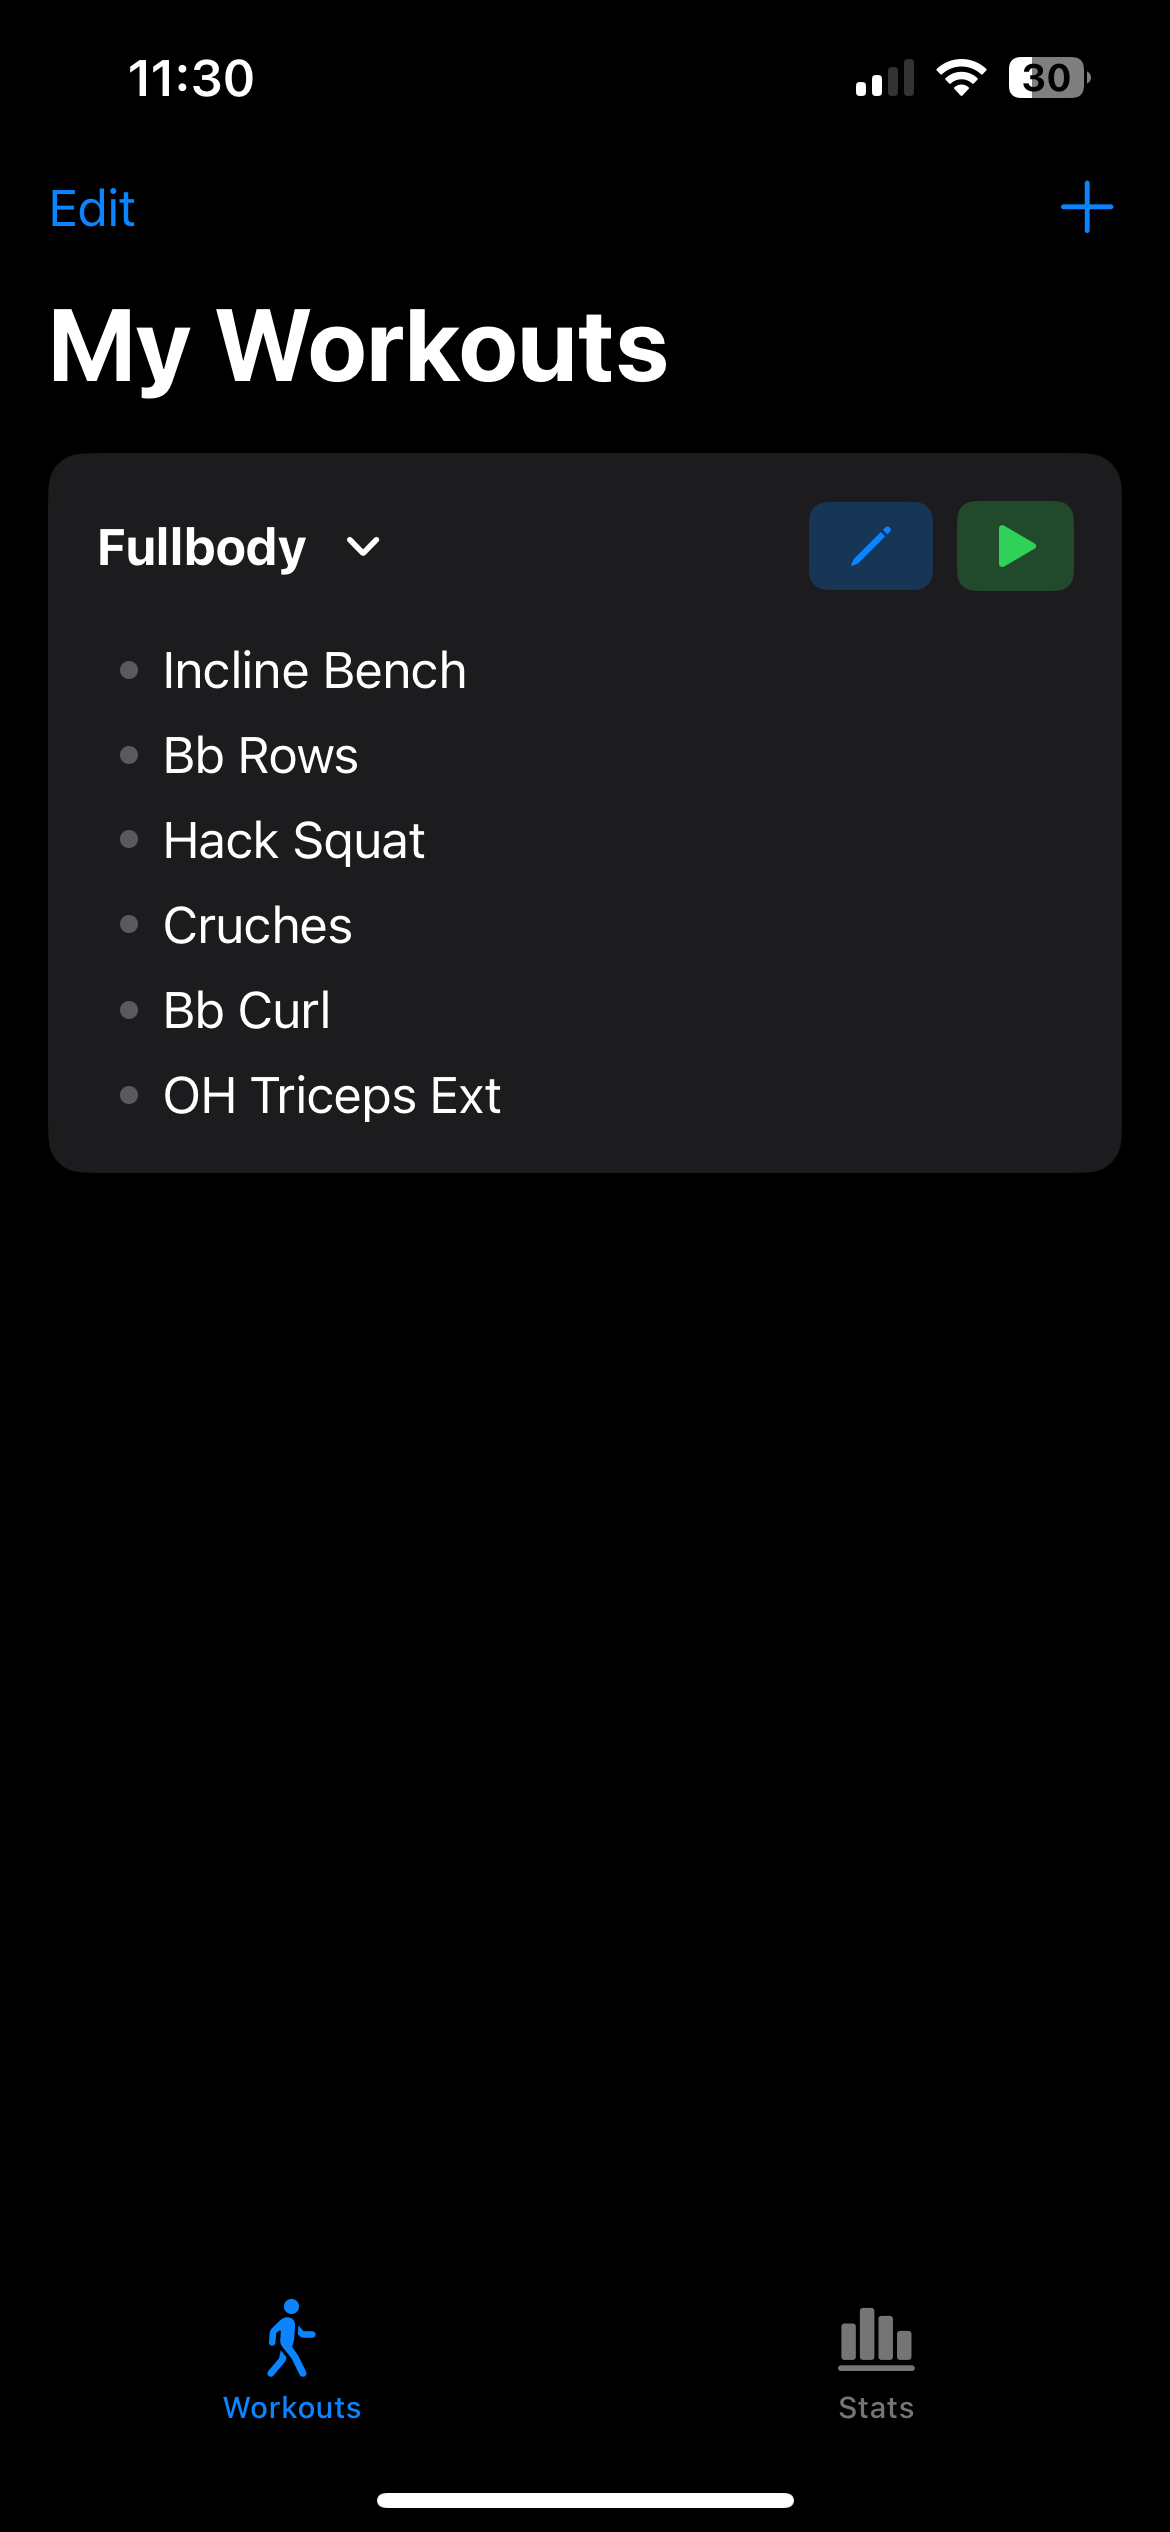 11:30
30
Edit
My Workouts
Fullbody
Incline Bench
Bb Rows
Hack Squat
Cruches
Bb Curl
OH Triceps Ext
Workouts
Stats